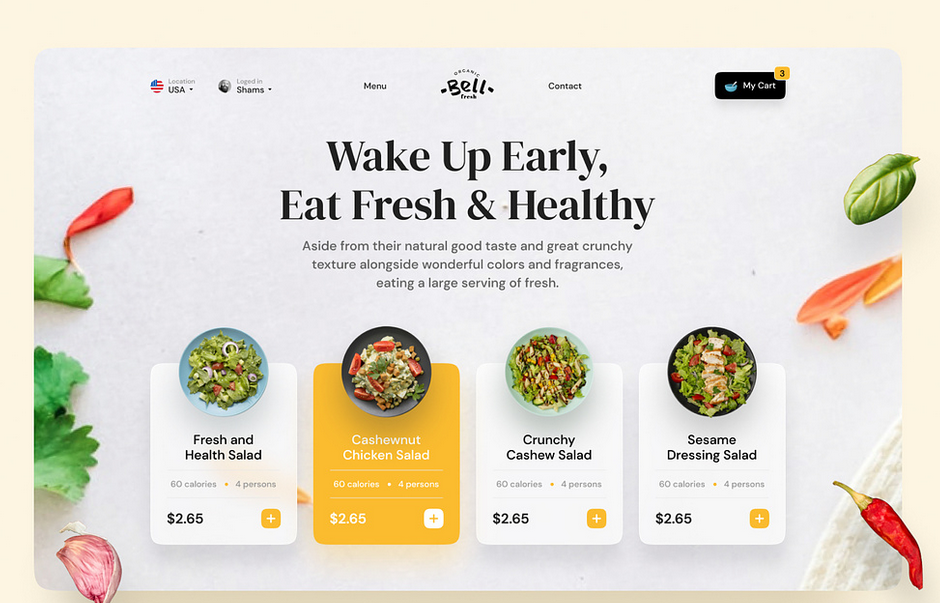 Location
USA
Loged in
Shams
Menu
ORGANIC
Bell
fresh
Contact
My Cart
3
Wake Up Early,
Eat Fresh & Healthy
Aside from their natural good taste and great crunchy
texture alongside wonderful colors and fragrances,
eating a large serving of fresh.
Fresh and
Health Salad
60 calories • 4 persons
$2.65
+
Cashewnut
Chicken Salad
60 calories • 4 persons
$2.65
+
Crunchy
Cashew Salad
60 calories • 4 persons
$2.65
+
Sesame
Dressing Salad
60 calories • 4 persons
$2.65
+